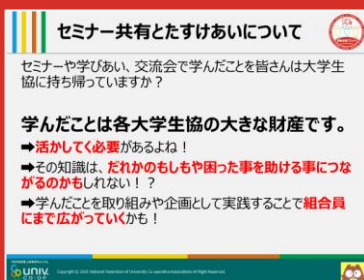 セミナー共有とたすけあいについて
セミナーや学びあい、交流会で学んだことを皆さんは大学生
協に持ち帰っていますか？
学んだことは各大学生協の大きな財産です。
➡活かしてく必要があるよね！
➡その知識は、だれかのもしもや困った事を助ける事につな
がるのかもしれない！？
➡学んだことを取り組みや企画として実践することで組合員
にまで広がっていくかも！
UNIV.
CO-OP